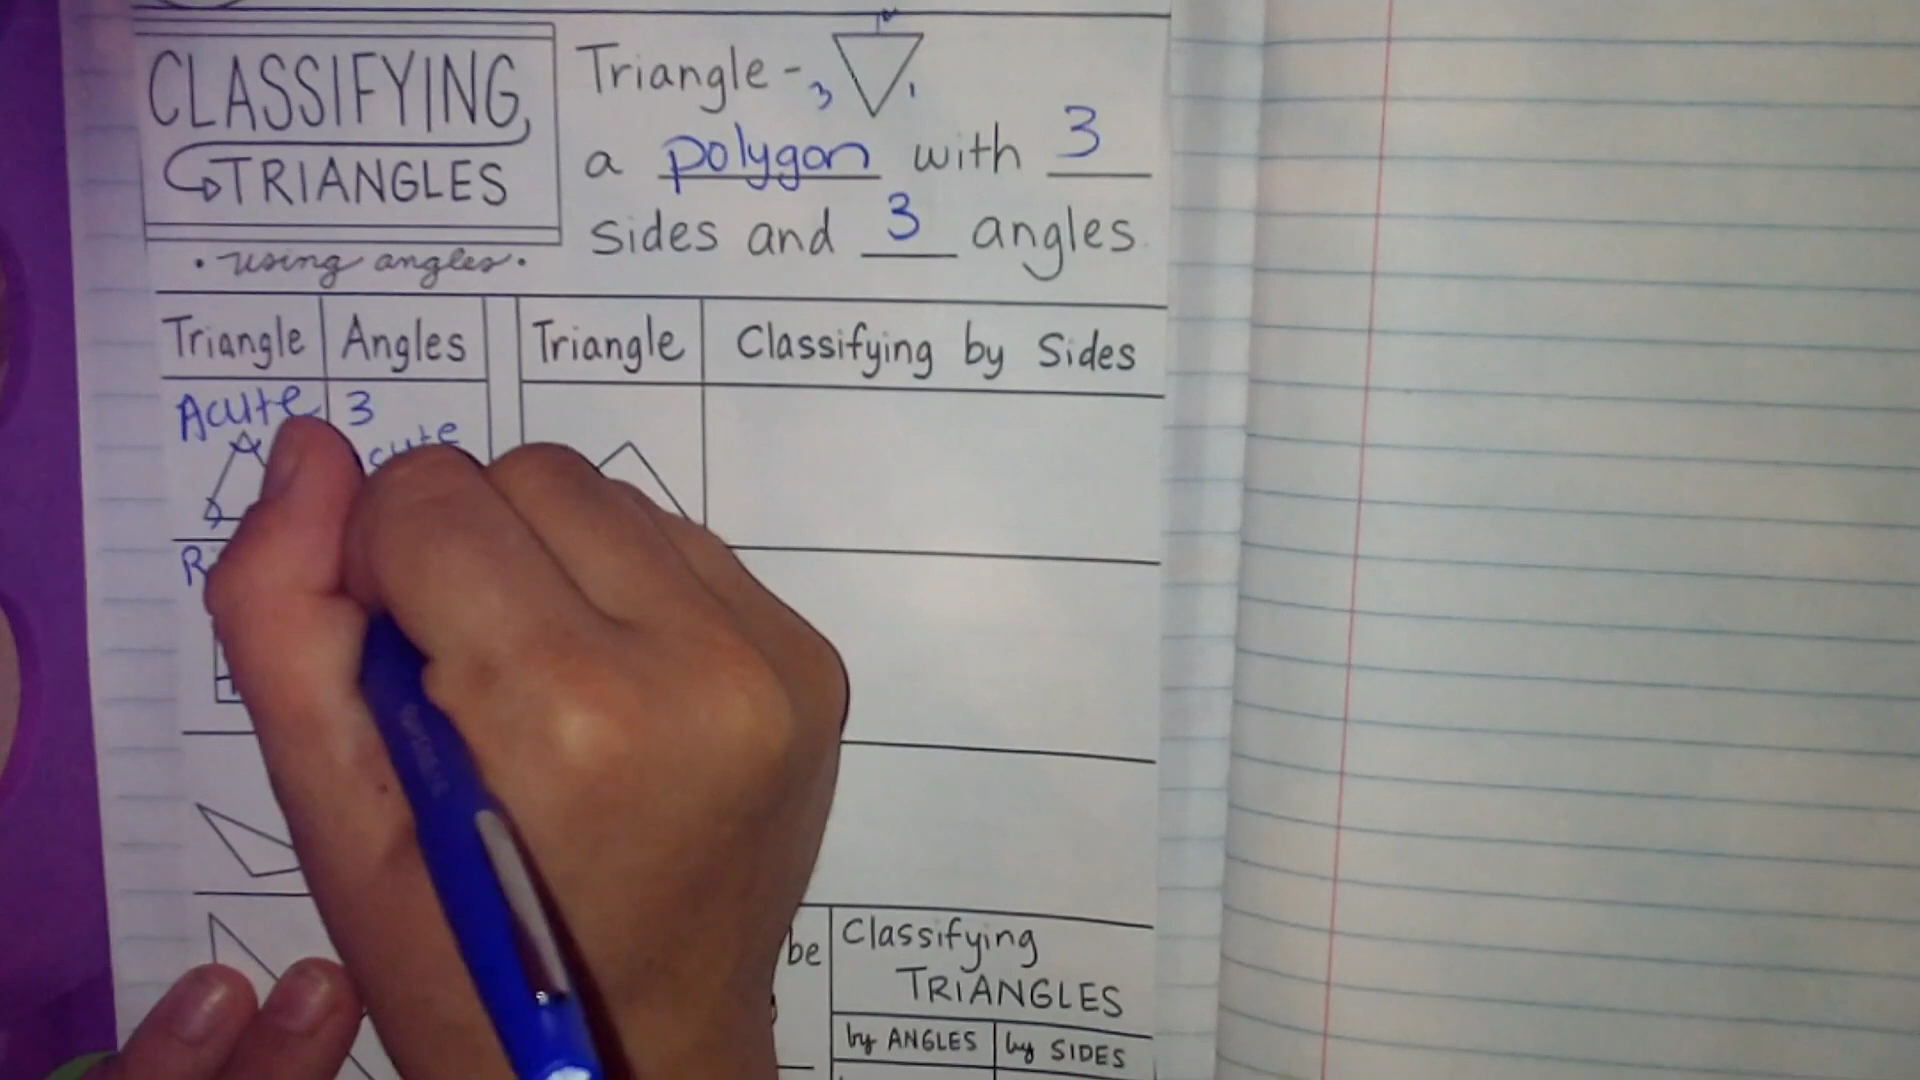 CLASSIFYING
TRIANGLES
• using angles •
Triangle -
3 1
a polygon with 3
sides and 3 angles
Triangle Angles
Acute 3
R
Triangle Classifying by Sides
be
Classifying
TRIANGLES
by ANGLES by SIDES